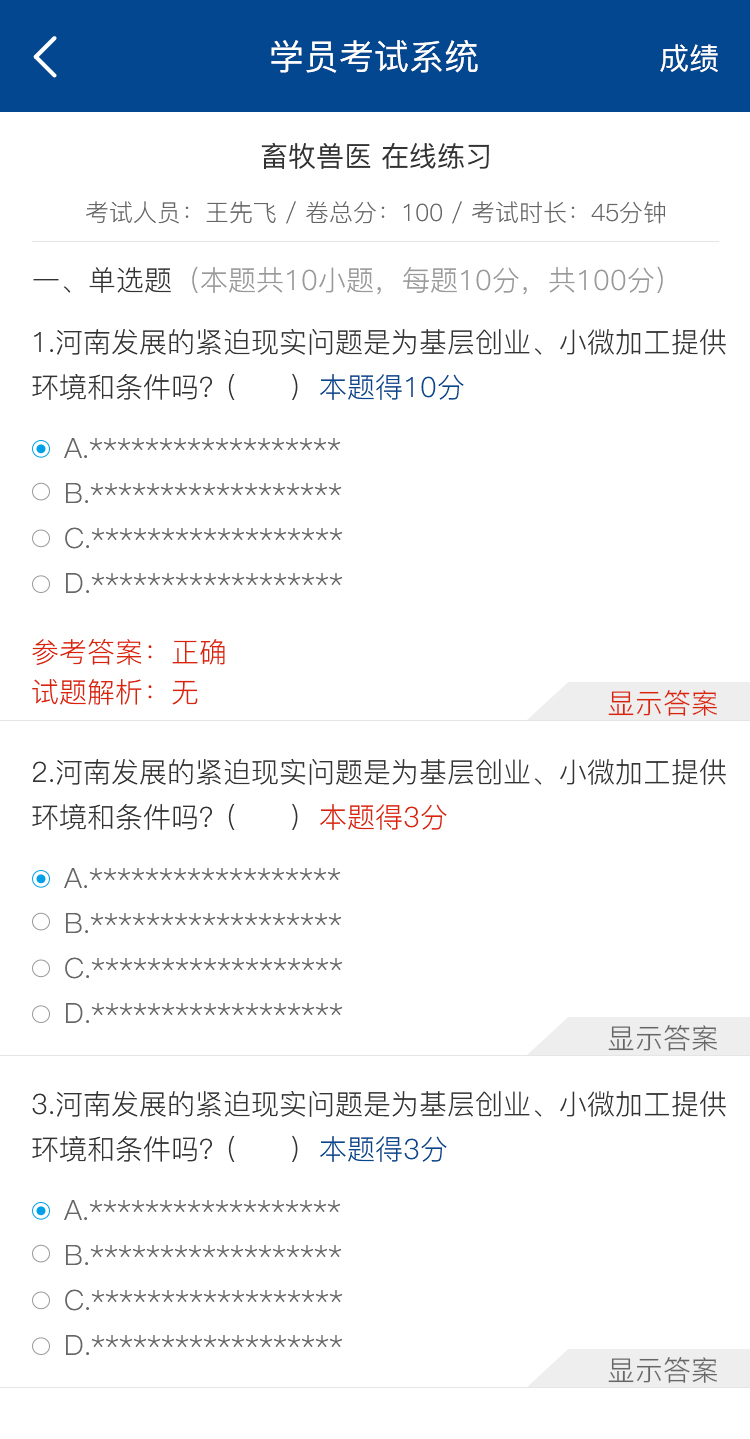 学员考试系统
成绩
畜牧兽医 在线练习
考试人员：王先飞 / 卷总分：100 / 考试时长：45分钟
一、单选题（本题共10小题，每题10分，共100分）
1.河南发展的紧迫现实问题是为基层创业、小微加工提供
环境和条件吗?（　　）本题得10分
A.******************
B.******************
C.******************
D.******************
参考答案：正确
试题解析：无
显示答案
2.河南发展的紧迫现实问题是为基层创业、小微加工提供
环境和条件吗?（　　）本题得3分
A.******************
B.******************
C.******************
D.******************
显示答案
3.河南发展的紧迫现实问题是为基层创业、小微加工提供
环境和条件吗?（　　）本题得3分
A.******************
B.******************
C.******************
D.******************
显示答案